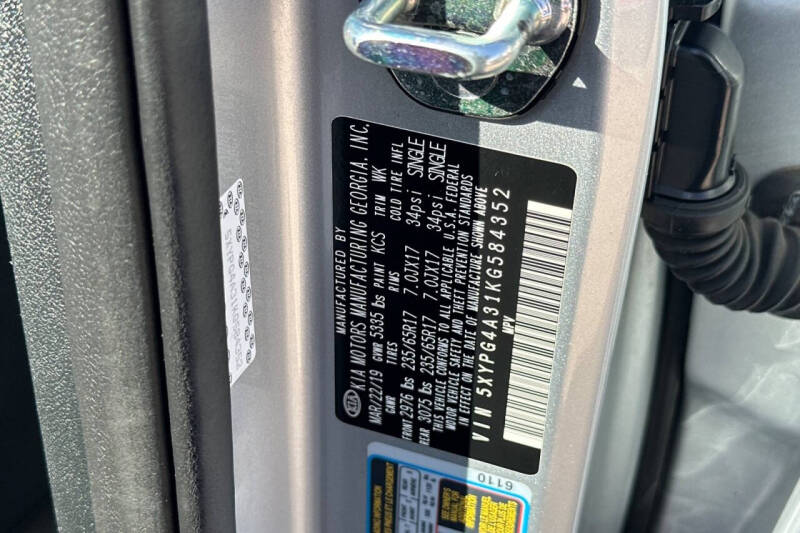 MANUFACTURED BY
KIA KIA MOTORS MANUFACTURING GEORGIA. INC.
MAR/22/19 GVWR 5335 lbs PAINT KCS TRIM WK
GAWR TIRES RIMS COLD TIRE INFL
FRONT 2976 lbs 235/65R17 7.0JX17 34psi SINGLE
REAR 3075 lbs 235/65R17 7.0JX17 34psi SINGLE
THIS VEHICLE CONFORMS TO ALL APPLICABLE U.S.A. FEDERAL
MOTOR VEHICLE SAFETY AND THEFT PREVENTION STANDARDS
IN EFFECT ON THE DATE OF MANUFACTURE SHOWN ABOVE
VIN 5XYPG4A31KG584352
MPV
5XYPG4A31KG584352
6110